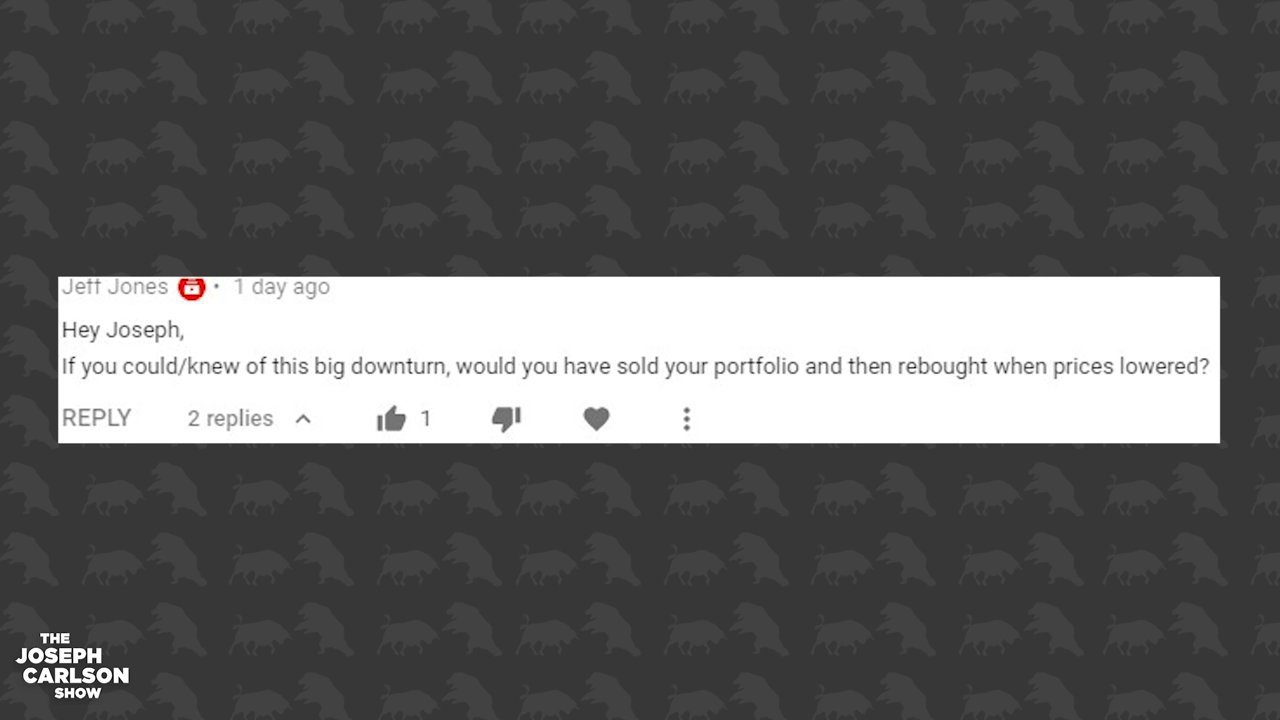 Jeff Jones • 1 day ago
Hey Joseph,
If you could/knew of this big downturn, would you have sold your portfolio and then rebought when prices lowered?
REPLY 2 replies 1
THE
JOSEPH
CARLSON
SHOW